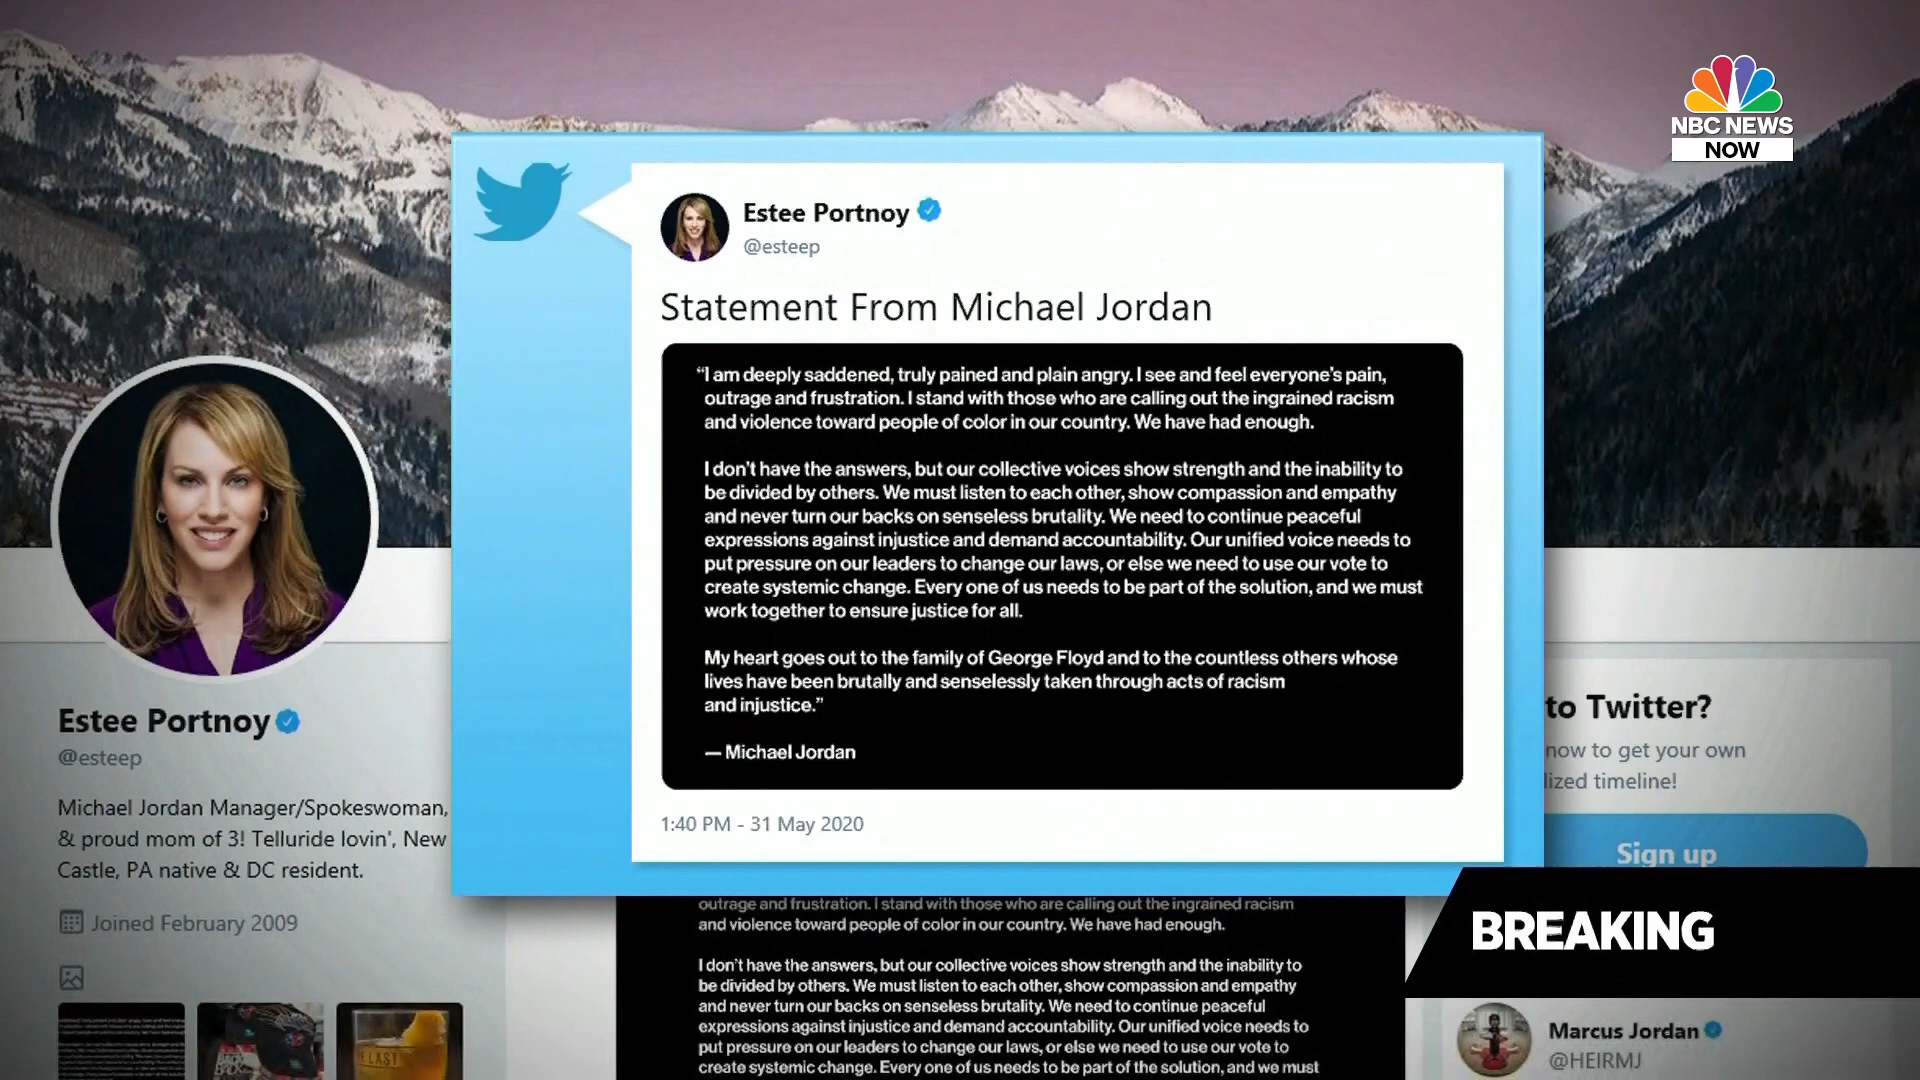 NBC NEWS
NOW
Estee Portnoy
@esteep
Statement From Michael Jordan
“I am deeply saddened, truly pained and plain angry. I see and feel everyone’s pain,
outrage and frustration. I stand with those who are calling out the ingrained racism
and violence toward people of color in our country. We have had enough.
I don’t have the answers, but our collective voices show strength and the inability to
be divided by others. We must listen to each other, show compassion and empathy
and never turn our backs on senseless brutality. We need to continue peaceful
expressions against injustice and demand accountability. Our unified voice needs to
put pressure on our leaders to change our laws, or else we need to use our vote to
create systemic change. Every one of us needs to be part of the solution, and we must
work together to ensure justice for all.
My heart goes out to the family of George Floyd and to the countless others whose
lives have been brutally and senselessly taken through acts of racism
and injustice.”
— Michael Jordan
1:40 PM - 31 May 2020
Estee Portnoy
@esteep
Michael Jordan Manager/Spokeswoman,
& proud mom of 3! Telluride lovin', New
Castle, PA native & DC resident.
Joined February 2009
to Twitter?
now to get your own
lized timeline!
Sign up
BREAKING
outrage and frustration. I stand with those who are calling out the ingrained racism
and violence toward people of color in our country. We have had enough.
I don’t have the answers, but our collective voices show strength and the inability to
be divided by others. We must listen to each other, show compassion and empathy
and never turn our backs on senseless brutality. We need to continue peaceful
expressions against injustice and demand accountability. Our unified voice needs to
put pressure on our leaders to change our laws, or else we need to use our vote to
create systemic change. Every one of us needs to be part of the solution, and we must
Marcus Jordan
@HEIRMJ